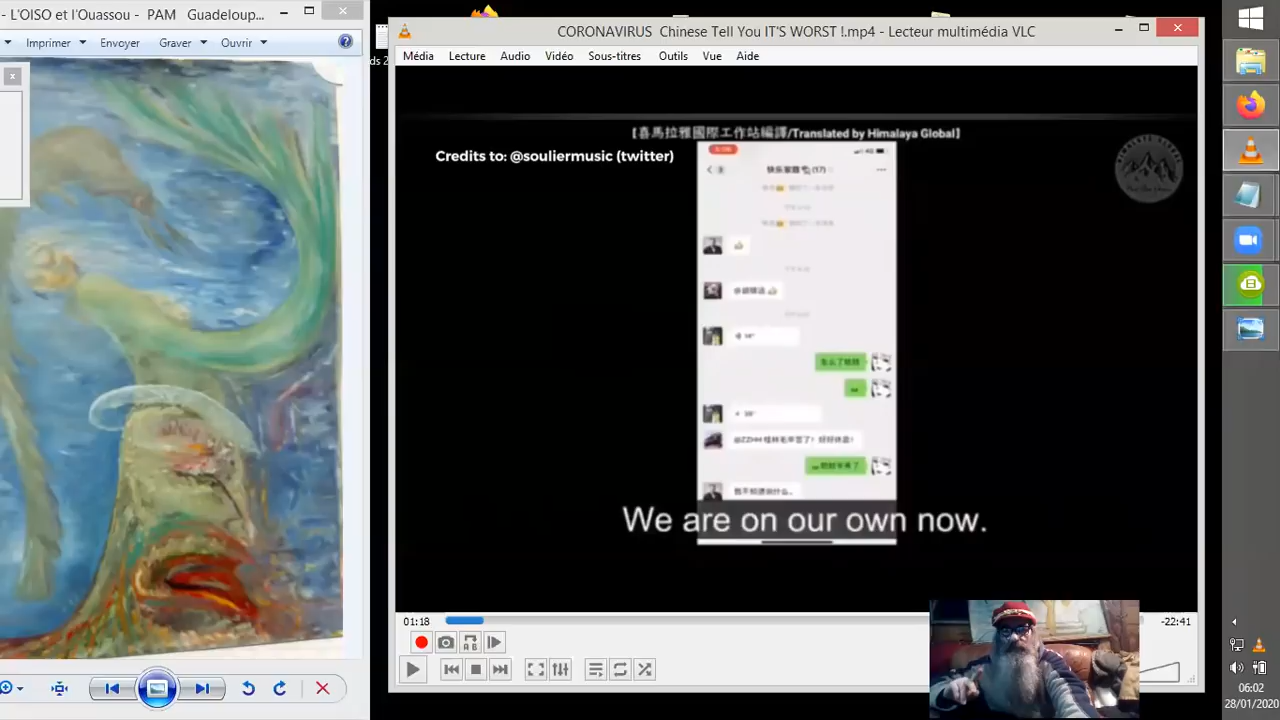 L'OISO et l'Ouassou - PAM Guadeloup...
Imprimer
Envoyer
Graver
Ouvrir
CORONAVIRUS Chinese Tell You IT'S WORST !.mp4 - Lecteur multimédia VLC
Média
Lecture
Audio
Vidéo
Sous-titres
Outils
Vue
Aide
ds 2
[喜馬拉雅國際工作站編譯/Translated by Himalaya Global]
Credits to: @souliermusic (twitter)
(17)
We are on our own now.
01:18
-22:41
06:02
28/01/2020